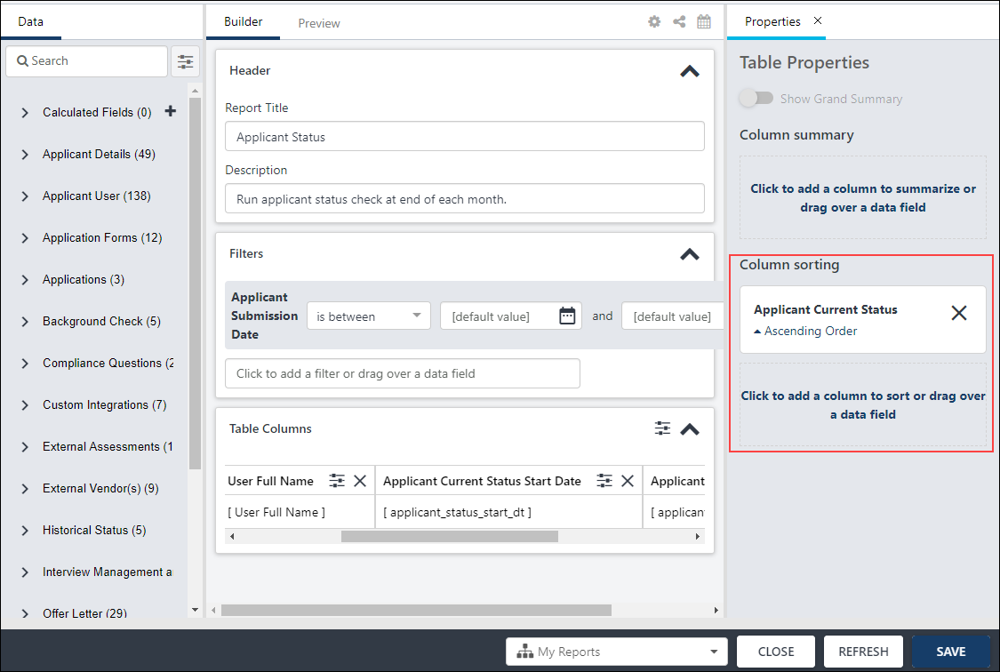 Data
Search
Calculated Fields (0)
Applicant Details (49)
Applicant User (138)
Application Forms (12)
Applications (3)
Background Check (5)
Compliance Questions (2
Custom Integrations (7)
External Assessments (1
External Vendor(s) (9)
Historical Status (5)
Interview Management a
Offer Letter (29)
Builder
Preview
Header
Report Title
Applicant Status
Description
Run applicant status check at end of each month.
Filters
Applicant
Submission
Date
is between
[default value]
and
[default value]
Click to add a filter or drag over a data field
Table Columns
User Full Name
Applicant Current Status Start Date
Applicant
[ User Full Name ]
[ applicant_status_start_dt ]
[ applican
Properties
Table Properties
Show Grand Summary
Column summary
Click to add a column to summarize or
drag over a data field
Column sorting
Applicant Current Status
Ascending Order
Click to add a column to sort or drag over
a data field
My Reports
CLOSE
REFRESH
SAVE